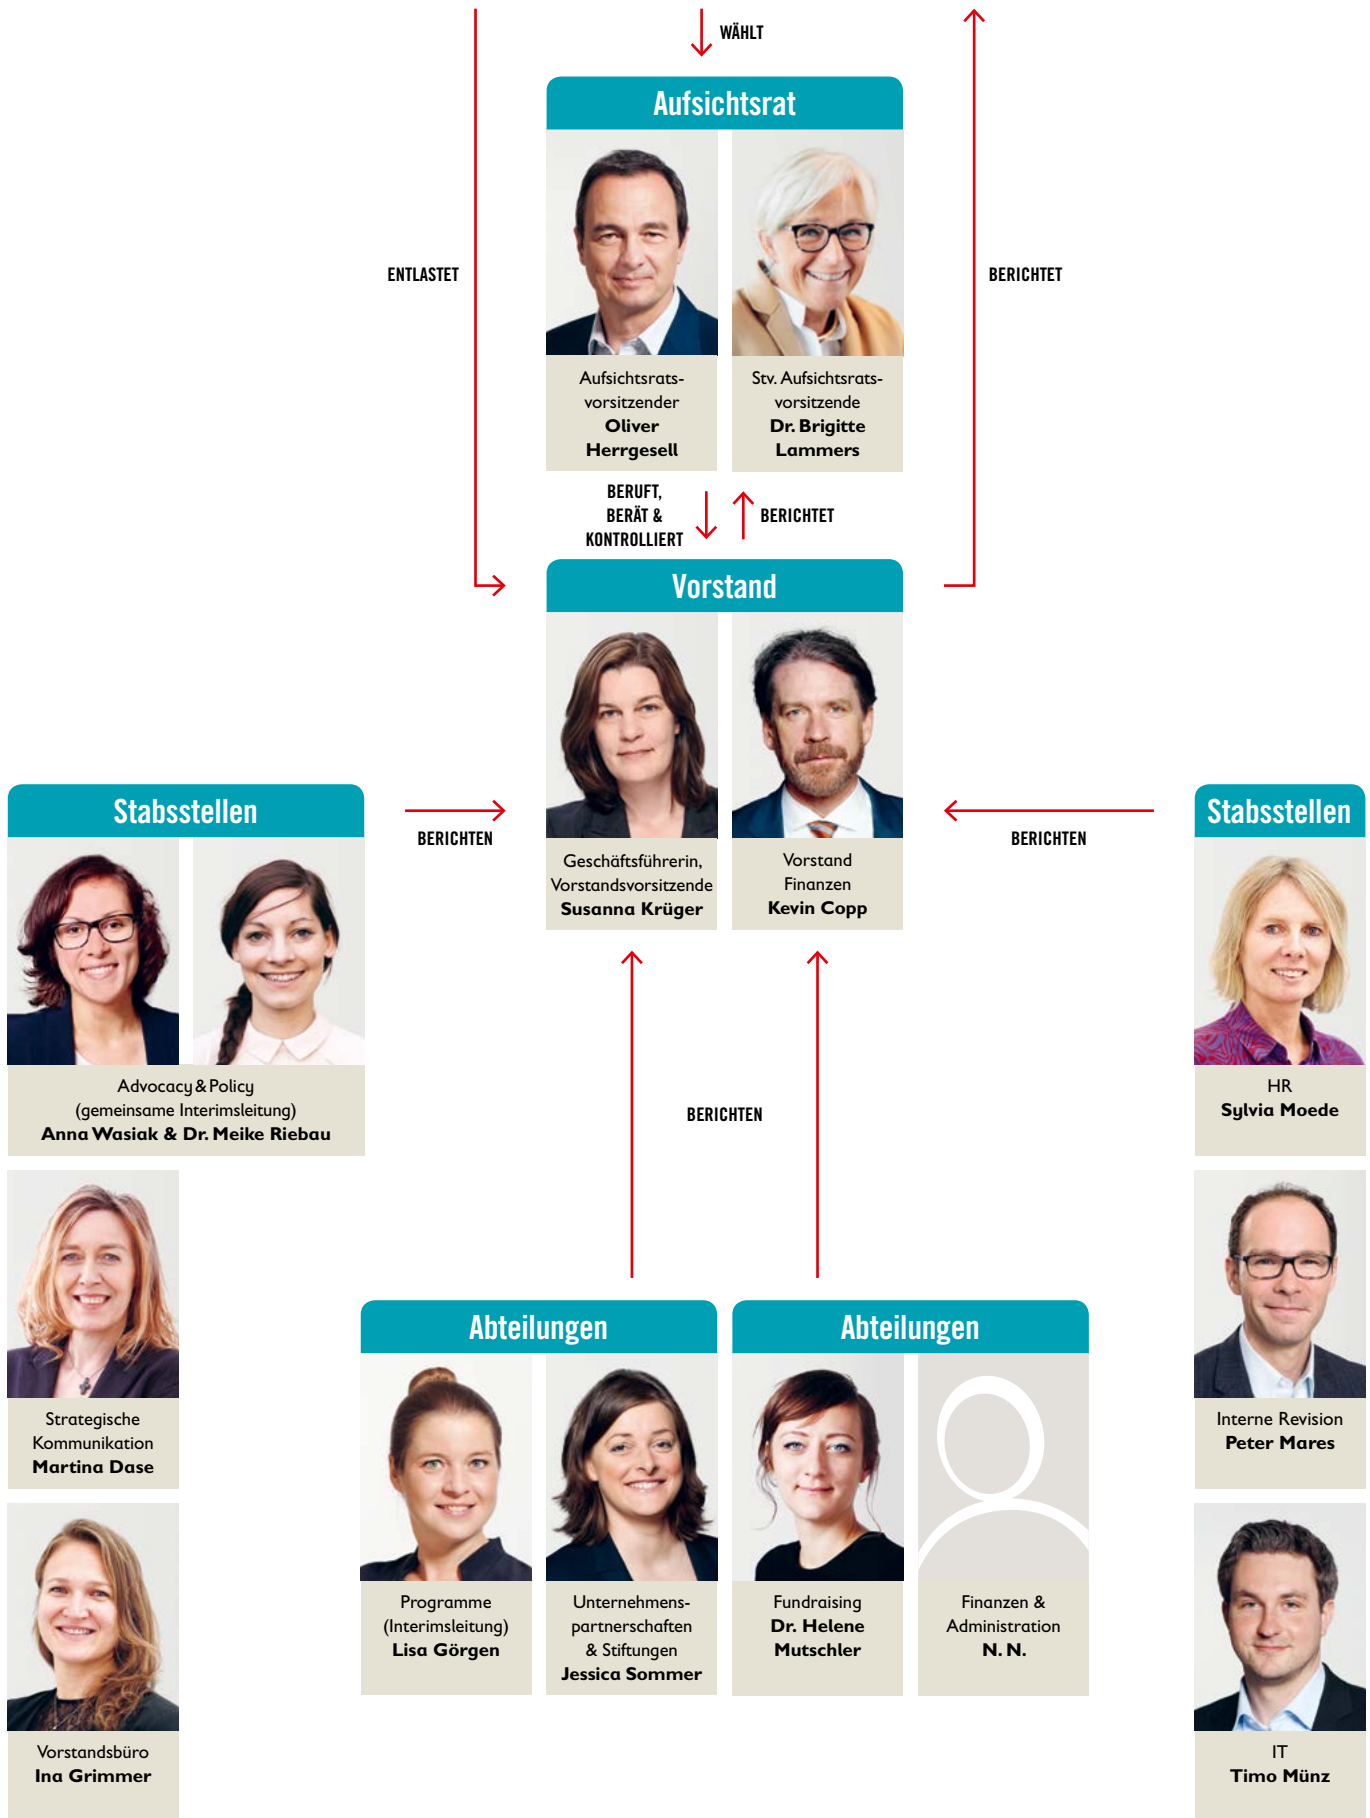 WÄHLT
Aufsichtsrat
ENTLASTET
BERICHTET
Aufsichtsrats-
vorsitzender
Oliver
Herrgesell
Stv. Aufsichtsrats-
vorsitzende
Dr. Brigitte
Lammers
BERUFT,
BERÄT &
KONTROLLIERT
BERICHTET
Vorstand
Geschäftsführerin,
Vorstandsvorsitzende
Susanna Krüger
Vorstand
Finanzen
Kevin Copp
Stabsstellen
BERICHTEN
BERICHTEN
Stabsstellen
Advocacy & Policy
(gemeinsame Interimsleitung)
Anna Wasiak & Dr. Meike Riebau
BERICHTEN
HR
Sylvia Moede
Strategische
Kommunikation
Martina Dase
Interne Revision
Peter Mares
Abteilungen
Abteilungen
Programme
(Interimsleitung)
Lisa Görgen
Unternehmens-
partnerschaften
& Stiftungen
Jessica Sommer
Fundraising
Dr. Helene
Mutschler
Finanzen &
Administration
N. N.
Vorstandsbüro
Ina Grimmer
IT
Timo Münz